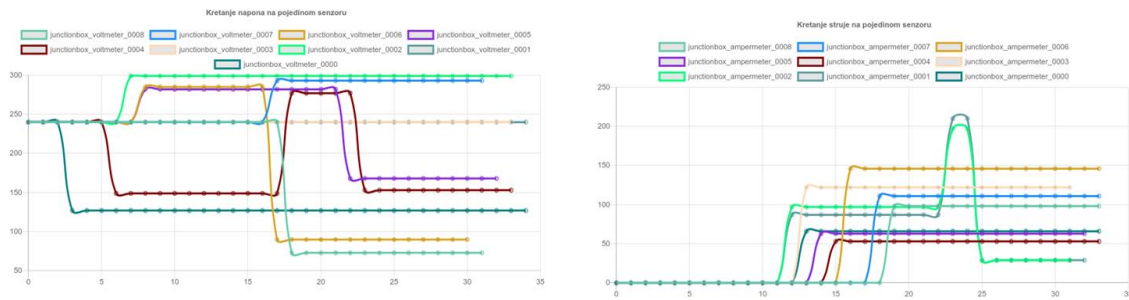 Kretanje napona na pojedinom senzoru
junctionbox_voltmeter_0008 junctionbox_voltmeter_0007 junctionbox_voltmeter_0006 junctionbox_voltmeter_0005
junctionbox_voltmeter_0004 junctionbox_voltmeter_0003 junctionbox_voltmeter_0002 junctionbox_voltmeter_0001
junctionbox_voltmeter_0000
300
250
200
150
100
50
0 5 10 15 20 25 30 35
Kretanje struje na pojedinom senzoru
junctionbox_ampermeter_0008 junctionbox_ampermeter_0007 junctionbox_ampermeter_0006
junctionbox_ampermeter_0005 junctionbox_ampermeter_0004 junctionbox_ampermeter_0003
junctionbox_ampermeter_0002 junctionbox_ampermeter_0001 junctionbox_ampermeter_0000
250
200
150
100
50
0
0 5 10 15 20 25 30 35